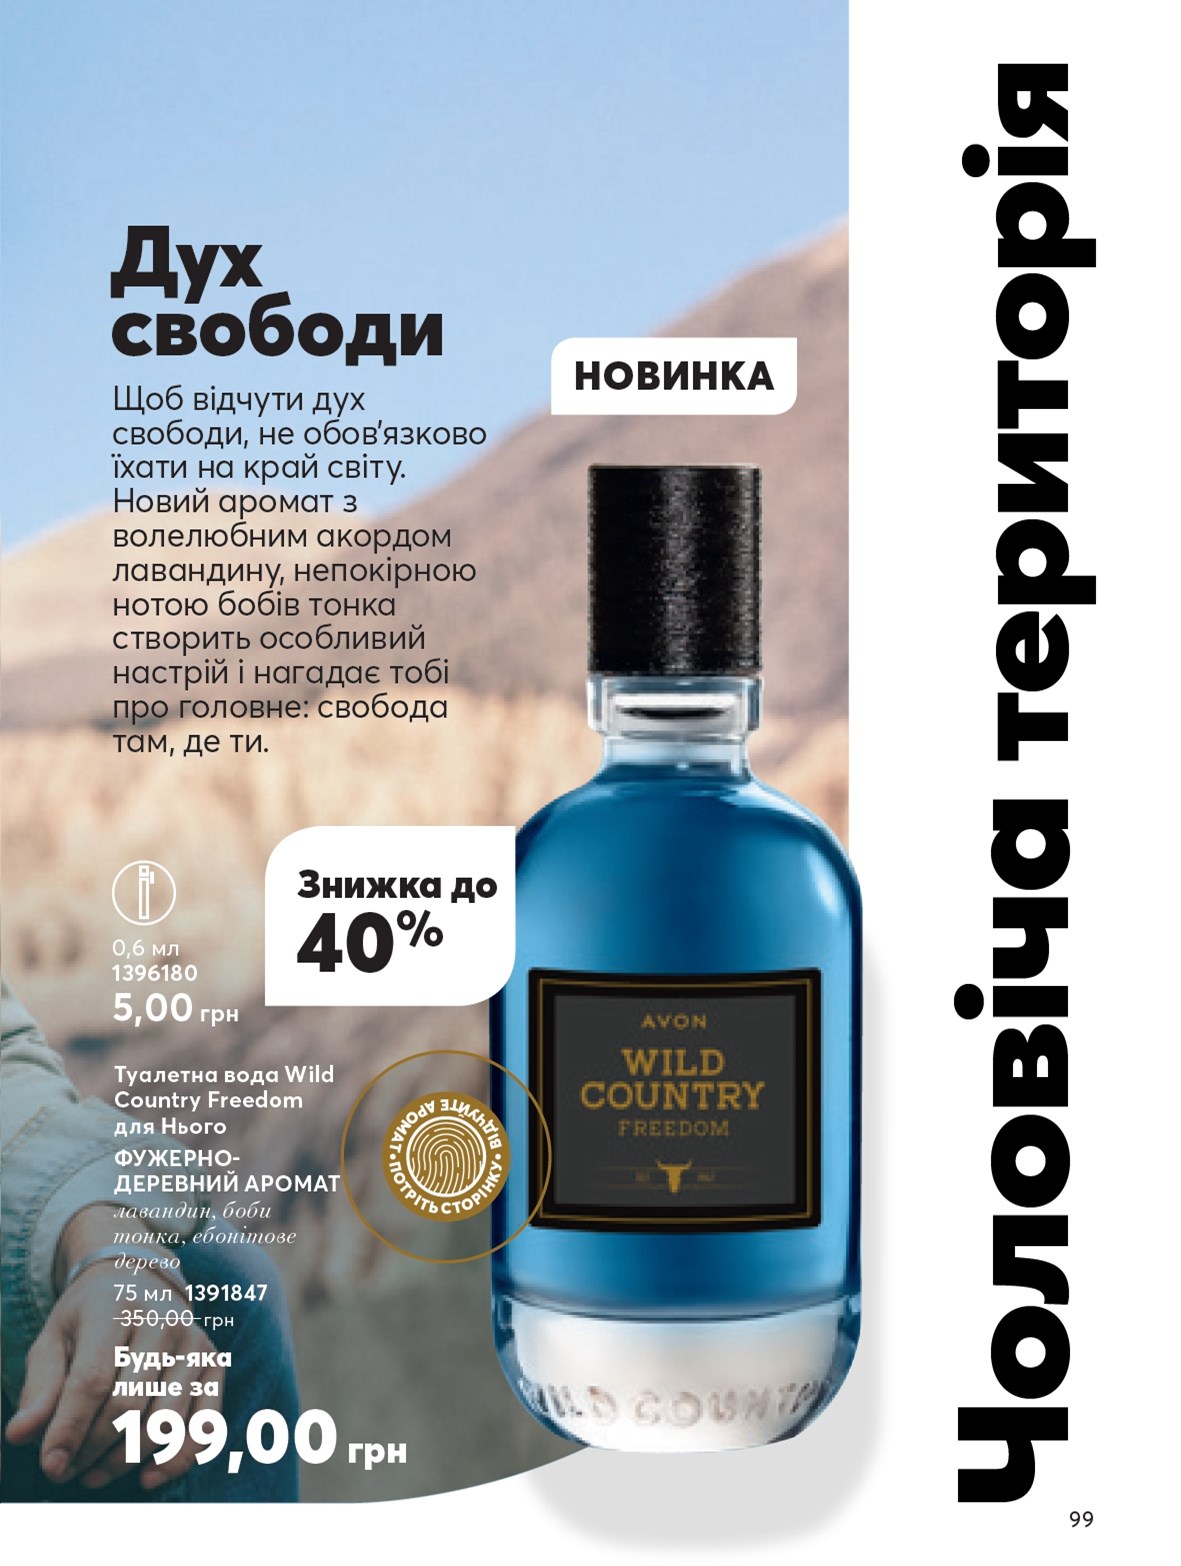 Дух
свободи
Щоб відчути дух
свободи, не обов’язково
їхати на край світу.
Новий аромат з
волелюбним акордом
лавандину, непокірною
нотою бобів тонка
створить особливий
настрій і нагадає тобі
про головне: свобода
там, де ти.
НОВИНКА
Знижка до
40%
0,6 мл
1396180
5,00 грн
Туалетна вода Wild
Country Freedom
для Нього
ФУЖЕРНО-
ДЕРЕВНИЙ АРОМАТ
лавандин, боби
тонка, ебонітове
дерево
75 мл 1391847
350,00 грн
Будь-яка
лише за
199,00 грн
ВІДЧУЙТЕ АРОМАТ • ПОТРІТЬ СТОРІНКУ •
AVON
WILD
COUNTRY
FREEDOM
WILD COUNTRY
Чоловіча територія
99